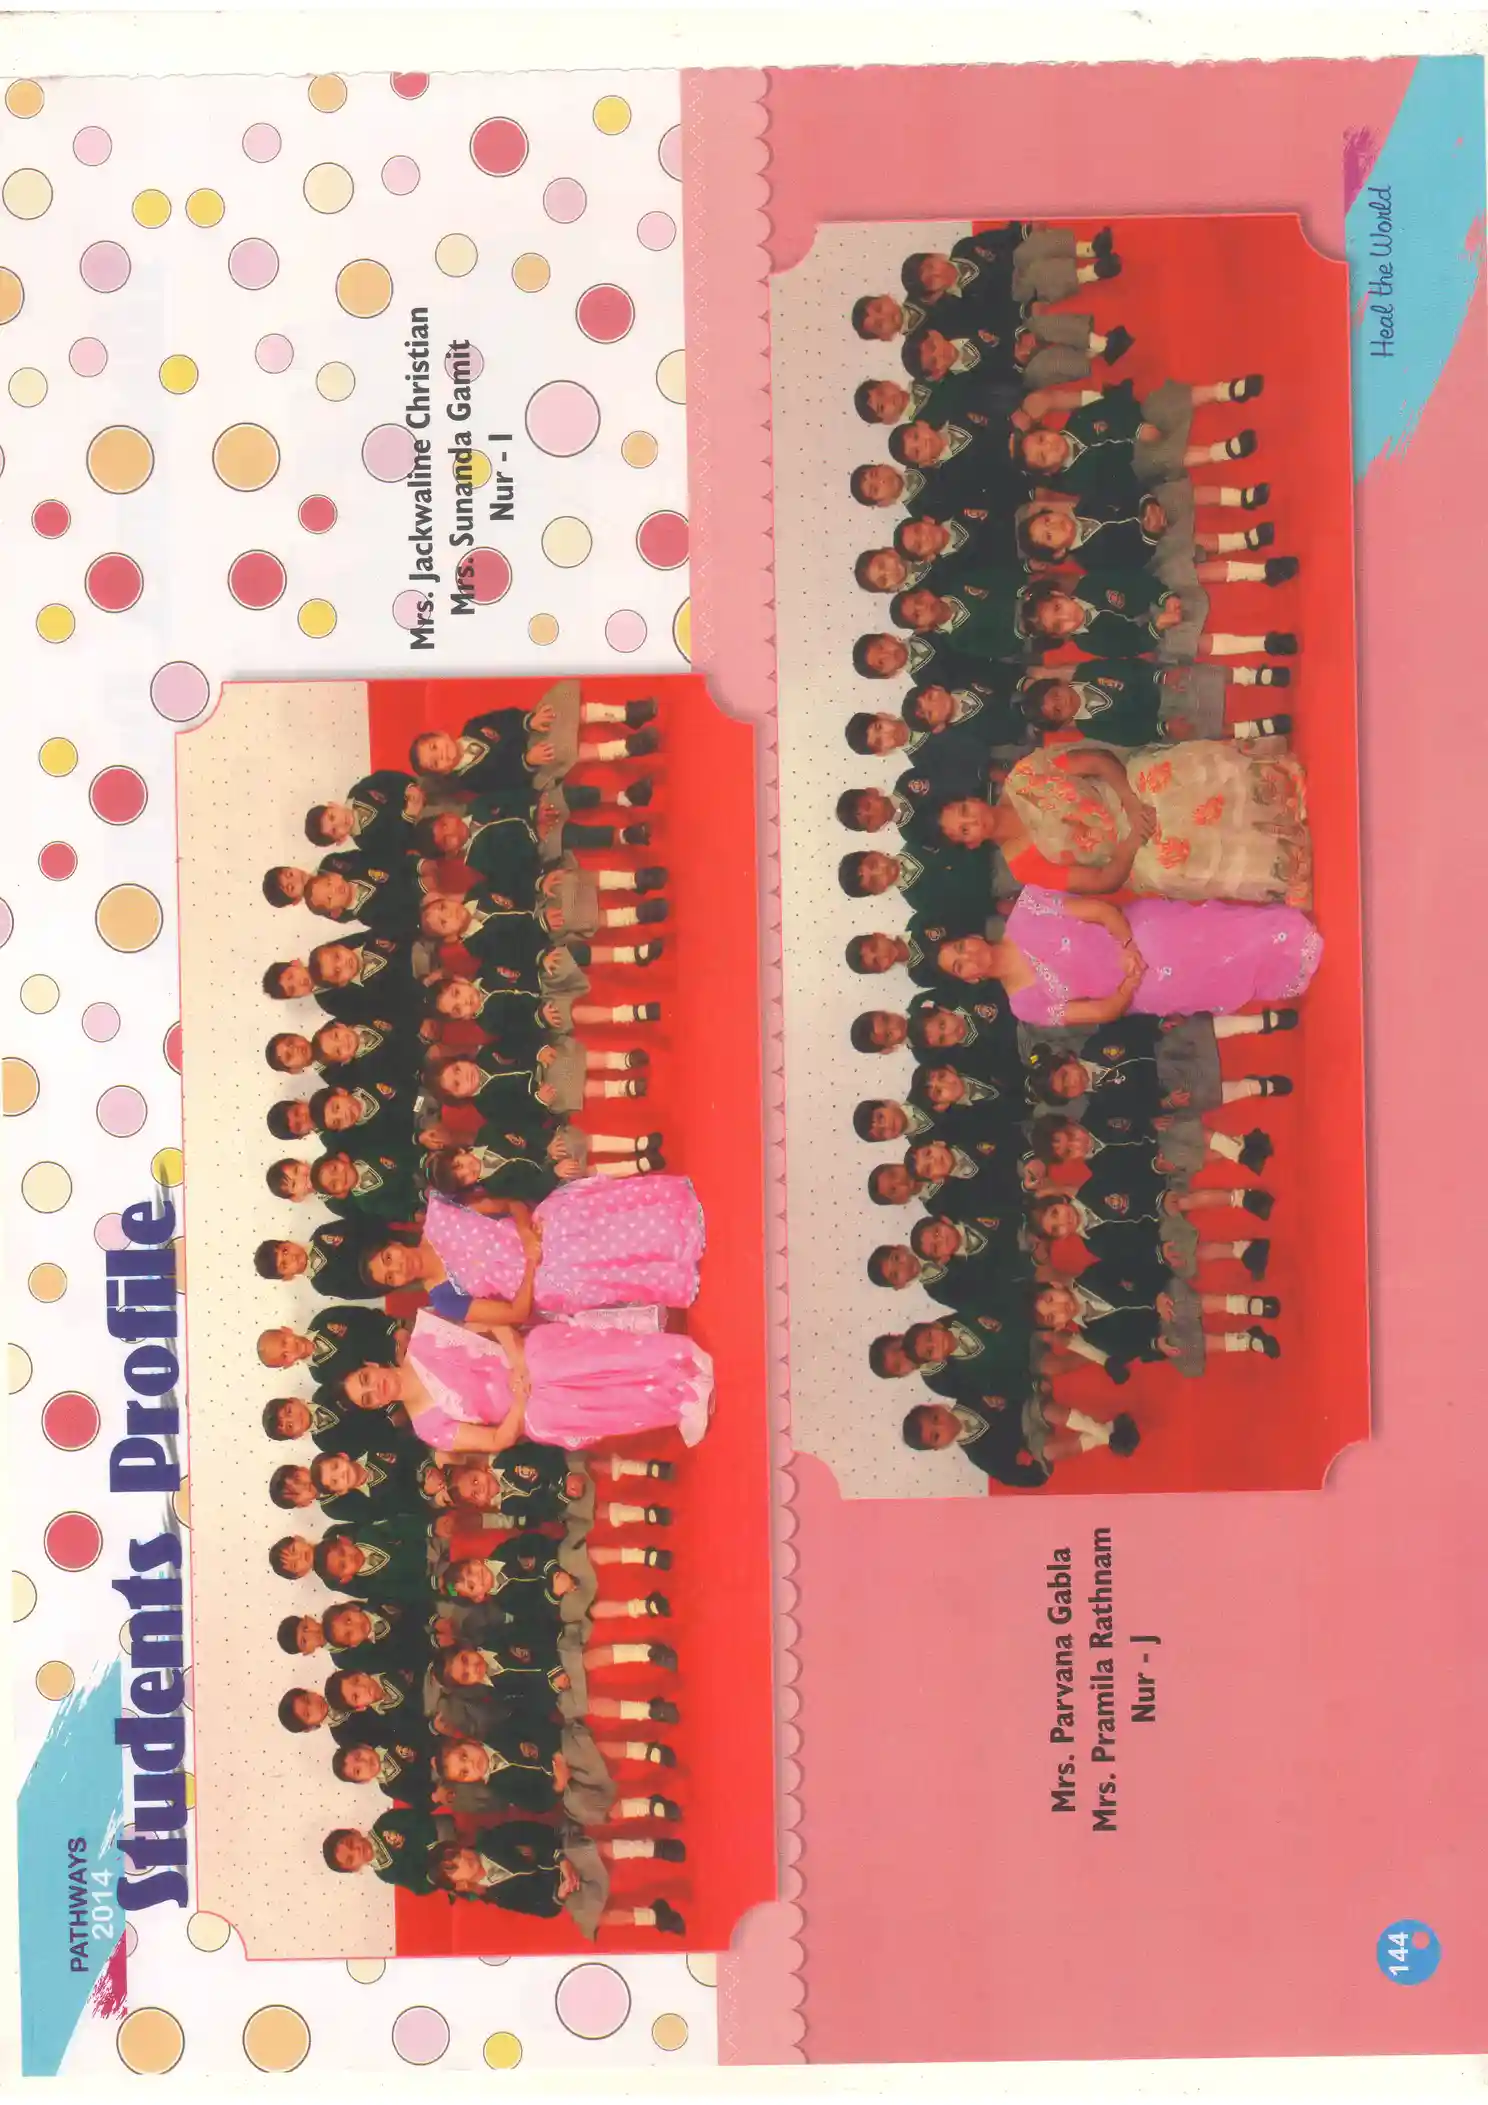 PATHWAYS
2014
Students Profile
Mrs. Jackwaline Christian
Mrs. Sunanda Gamit
Nur - I
Mrs. Parvana Gabla
Mrs. Pramila Rathnam
Nur - J
144
Heal the World